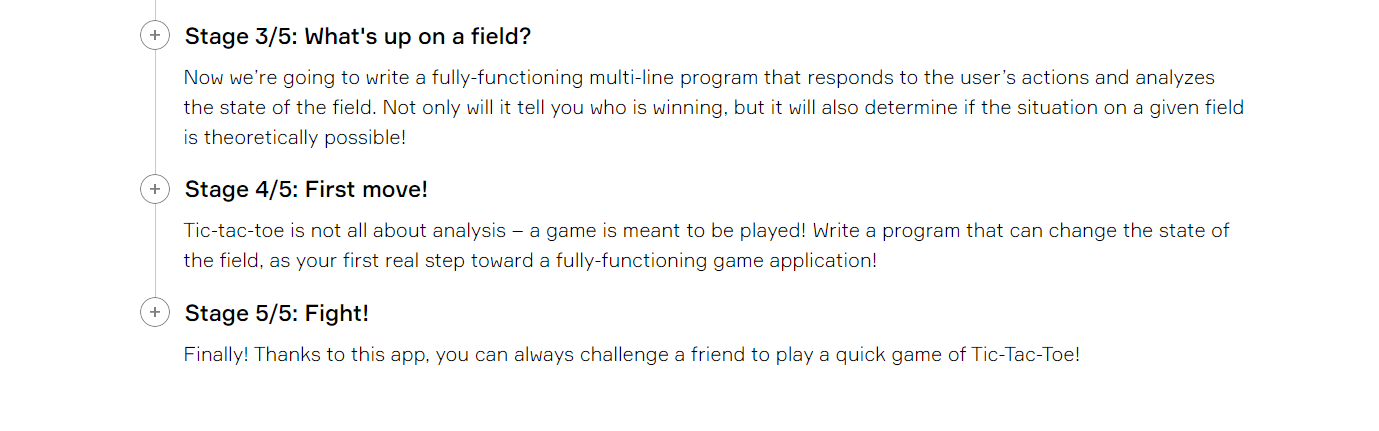 Stage 3/5: What's up on a field?
Now we’re going to write a fully-functioning multi-line program that responds to the user’s actions and analyzes
the state of the field. Not only will it tell you who is winning, but it will also determine if the situation on a given field
is theoretically possible!
Stage 4/5: First move!
Tic-tac-toe is not all about analysis – a game is meant to be played! Write a program that can change the state of
the field, as your first real step toward a fully-functioning game application!
Stage 5/5: Fight!
Finally! Thanks to this app, you can always challenge a friend to play a quick game of Tic-Tac-Toe!